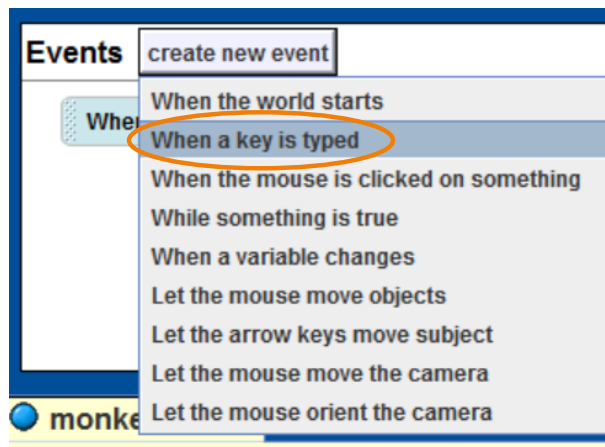 Events create new event
When the world starts
When a key is typed
When the mouse is clicked on something
While something is true
When a variable changes
Let the mouse move objects
Let the arrow keys move subject
Let the mouse move the camera
Let the mouse orient the camera